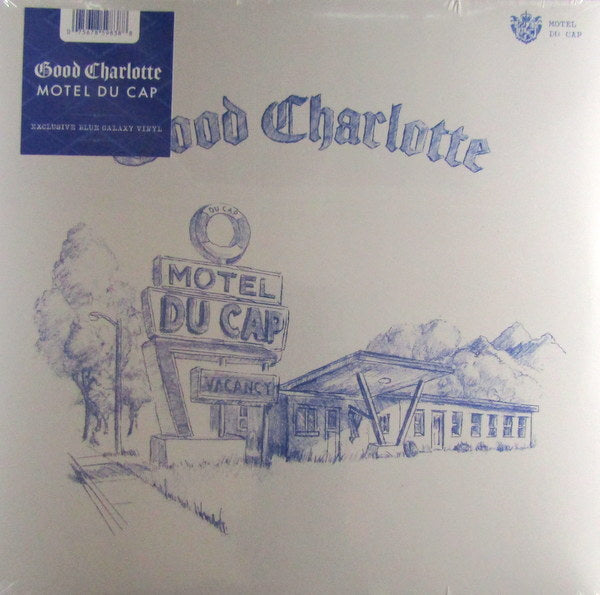 Good Charlotte
MOTEL DU CAP
EXCLUSIVE BLUE GALAXY VINYL
MOTEL
DU CAP
Good Charlotte
DU CAP
MOTEL
DU CAP
VACANCY